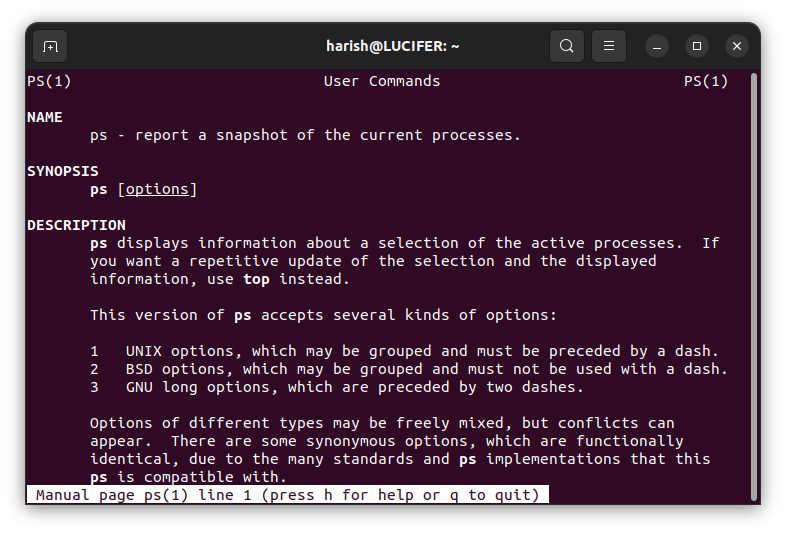 harish@LUCIFER: ~
PS(1) User Commands PS(1)
NAME
ps - report a snapshot of the current processes.
SYNOPSIS
ps [options]
DESCRIPTION
ps displays information about a selection of the active processes.  If
you want a repetitive update of the selection and the displayed
information, use top instead.
This version of ps accepts several kinds of options:
1   UNIX options, which may be grouped and must be preceded by a dash.
2   BSD options, which may be grouped and must not be used with a dash.
3   GNU long options, which are preceded by two dashes.
Options of different types may be freely mixed, but conflicts can
appear.  There are some synonymous options, which are functionally
identical, due to the many standards and ps implementations that this
ps is compatible with.
Manual page ps(1) line 1 (press h for help or q to quit)